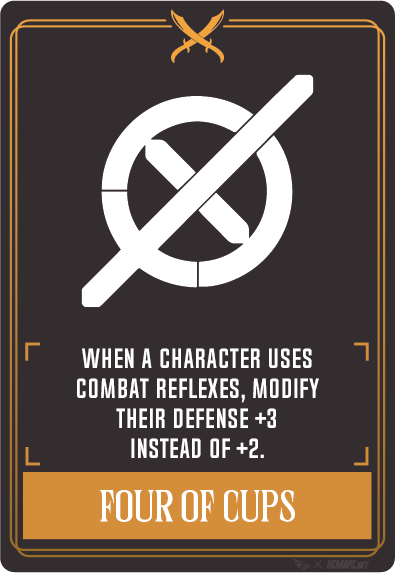 WHEN A CHARACTER USES
COMBAT REFLEXES, MODIFY
THEIR DEFENSE +3
INSTEAD OF +2.
FOUR OF CUPS